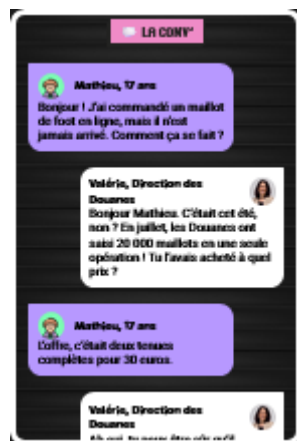 LA CONV'
Mathieu, 17 ans
Bonjour ! J'ai commandé un maillot
de foot en ligne, mais il n'est
jamais arrivé. Comment ça se fait ?
Valérie, Direction des
Douanes
Bonjour Mathieu. C'était cet été,
non ? En juillet, les Douanes ont
saisi 20 000 maillots en une seule
opération ! Tu l'avais acheté à quel
prix ?
Mathieu, 17 ans
L'offre, c'était deux tenues
complètes pour 30 euros.
Valérie, Direction des
Douanes